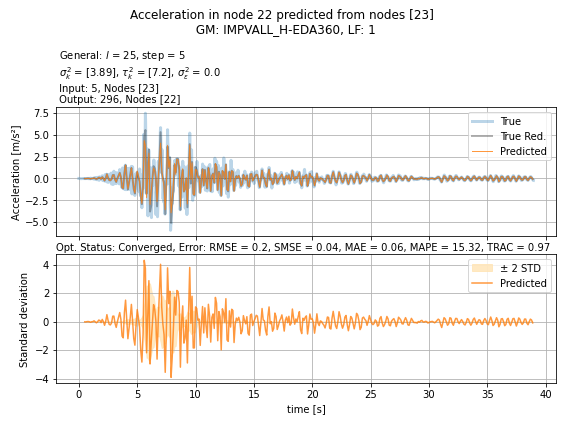 Acceleration in node 22 predicted from nodes [23]
GM: IMPVALL_H-EDA360, LF: 1
General: l = 25, step = 5
σ²ₖ = [3.89], τ²ₖ = [7.2], σ²ε = 0.0
Input: 5, Nodes [23]
Output: 296, Nodes [22]
Acceleration [m/s²]
7.5
5.0
2.5
0.0
−2.5
−5.0
True
True Red.
Predicted
Opt. Status: Converged, Error: RMSE = 0.2, SMSE = 0.04, MAE = 0.06, MAPE = 15.32, TRAC = 0.97
Standard deviation
4
2
0
−2
−4
± 2 STD
Predicted
0 5 10 15 20 25 30 35 40
time [s]